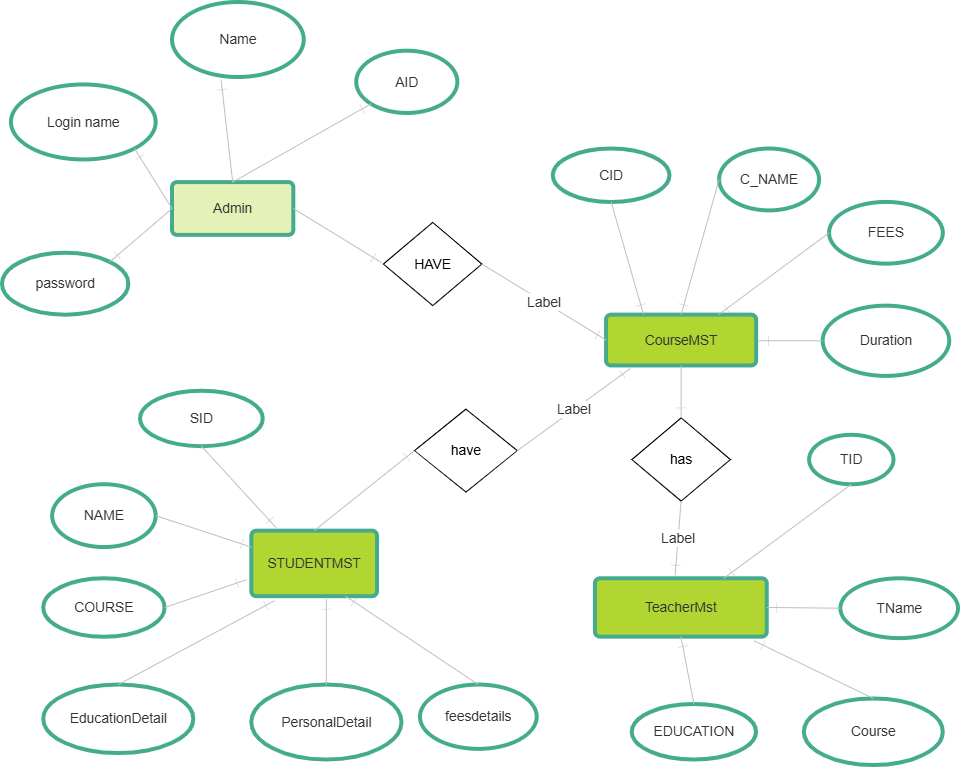 Name
AID
Login name
Admin
password
HAVE
Label
CID
C_NAME
FEES
CourseMST
Duration
SID
have
Label
has
TID
NAME
STUDENTMST
Label
COURSE
TeacherMst
TName
EducationDetail
PersonalDetail
feesdetails
EDUCATION
Course